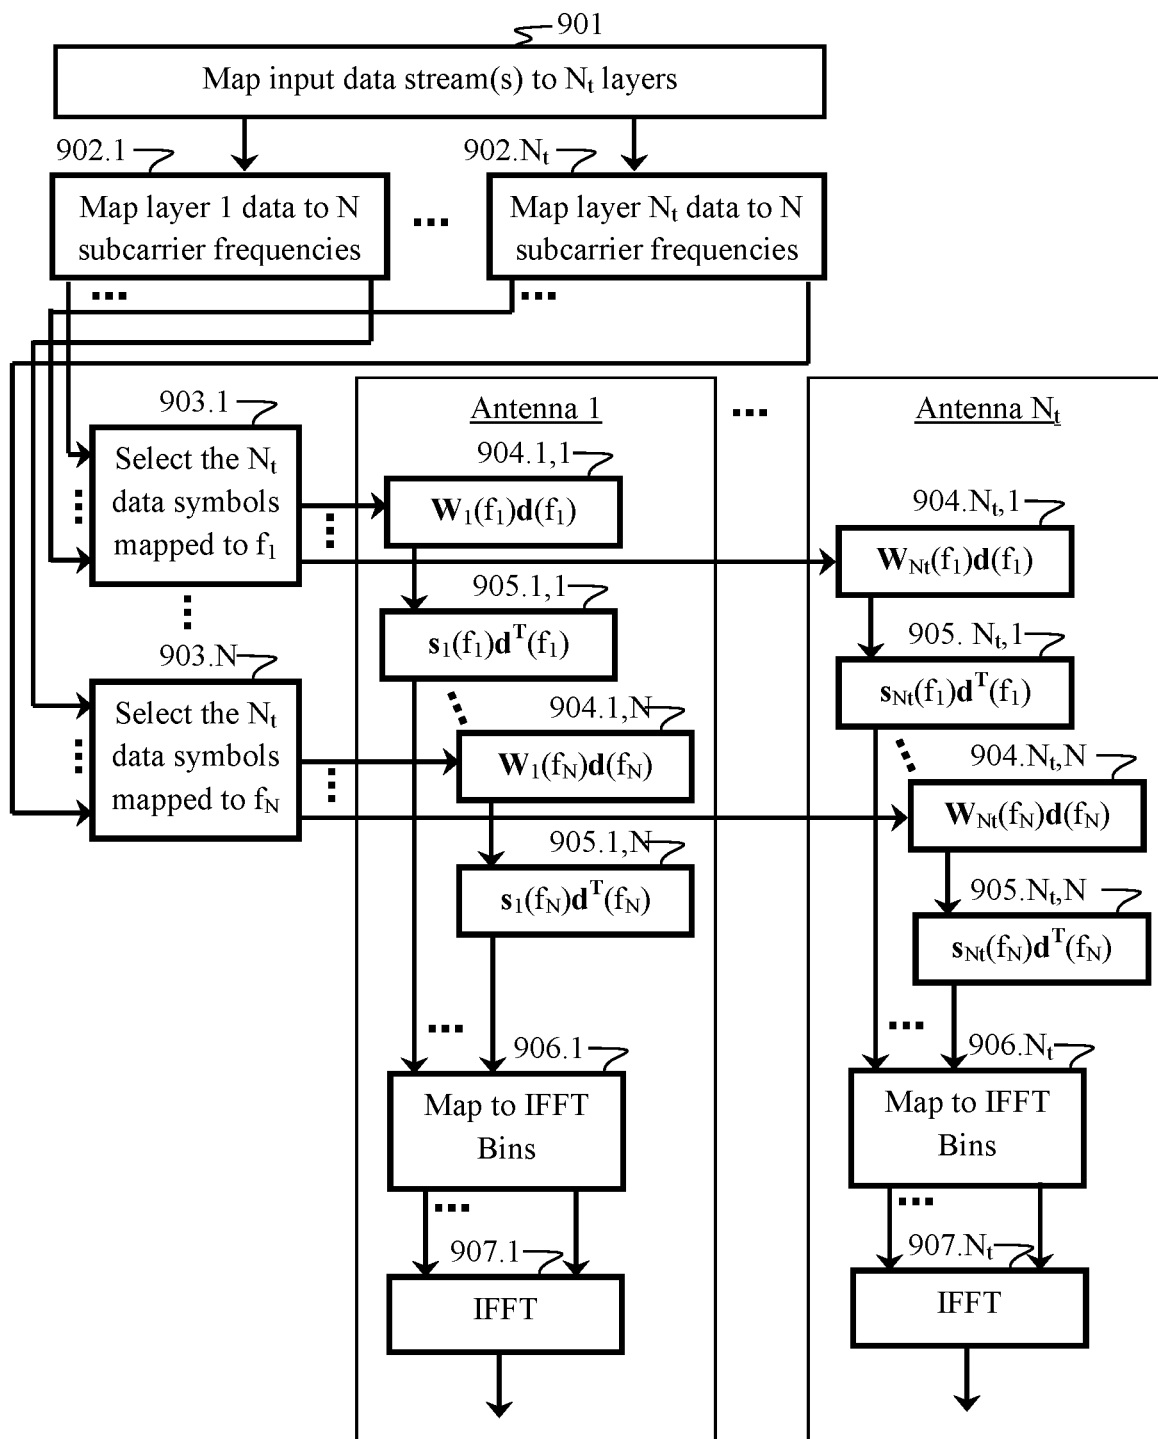 901
Map input data stream(s) to Nt layers
902.1
902.Nt
Map layer 1 data to N
subcarrier frequencies
...
Map layer Nt data to N
subcarrier frequencies
...
...
903.1
Select the Nt
data symbols
mapped to f1
...
...
903.N
Select the Nt
data symbols
mapped to fN
...
Antenna 1
904.1,1
W1(f1)d(f1)
...
905.1,1
s1(f1)dT(f1)
...
904.1,N
W1(fN)d(fN)
...
905.1,N
s1(fN)dT(fN)
...
906.1
Map to IFFT
Bins
...
907.1
IFFT
...
Antenna Nt
904.Nt,1
WNt(f1)d(f1)
905. Nt,1
sNt(f1)dT(f1)
...
904.Nt,N
WNt(fN)d(fN)
905.Nt,N
sNt(fN)dT(fN)
...
906.Nt
Map to IFFT
Bins
...
907.Nt
IFFT